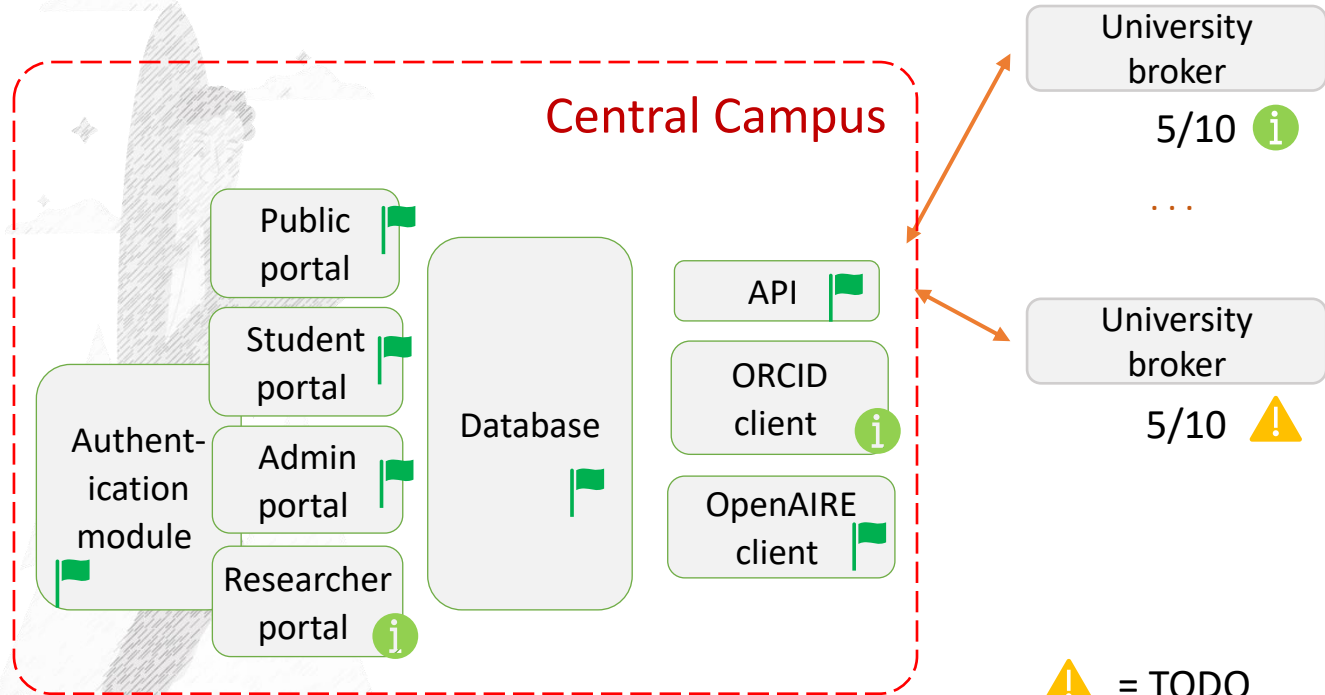 Central Campus
Public
portal
Student
portal
Authent-
ication
module
Admin
portal
Researcher
portal
Database
API
ORCID
client
OpenAIRE
client
University
broker
5/10
. . .
University
broker
5/10
= TODO